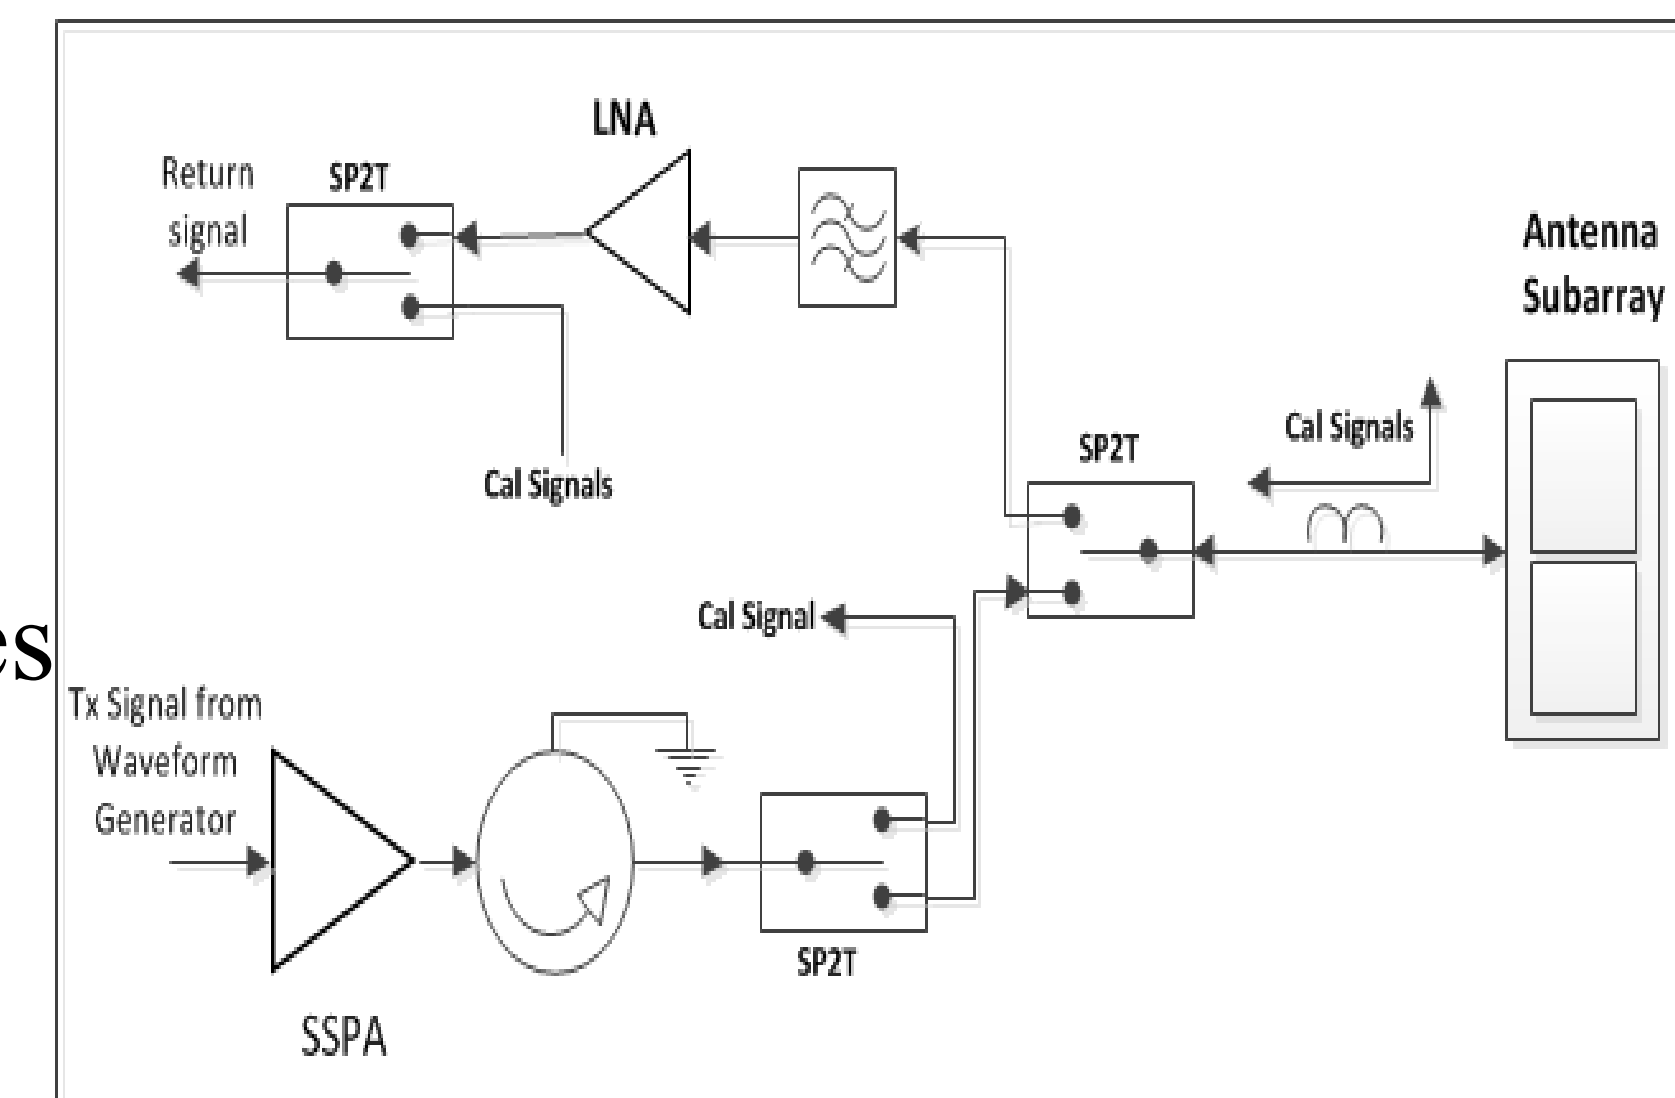 LNA
Return
signal
SP2T
Antenna
Subarray
Cal Signals
SP2T
Cal Signals
Cal Signal
es
Tx Signal from
Waveform
Generator
SP2T
SSPA